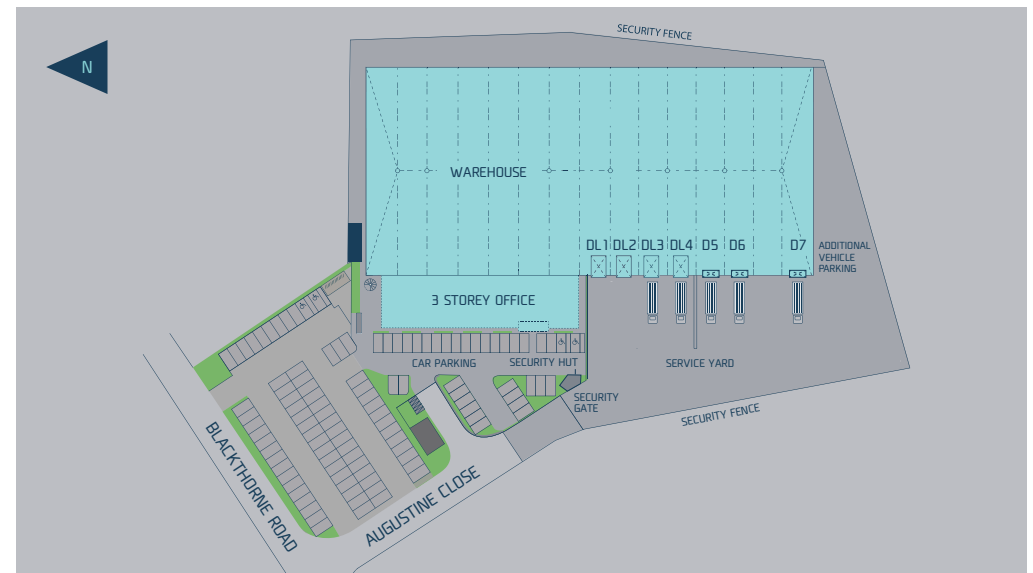 SECURITY FENCE
N
WAREHOUSE
DL1 DL2 DL3 DL4 D5 D6 D7
ADDITIONAL
VEHICLE
PARKING
3 STOREY OFFICE
CAR PARKING
SECURITY HUT
SERVICE YARD
SECURITY
GATE
SECURITY FENCE
BLACKTHORNE ROAD
AUGUSTINE CLOSE